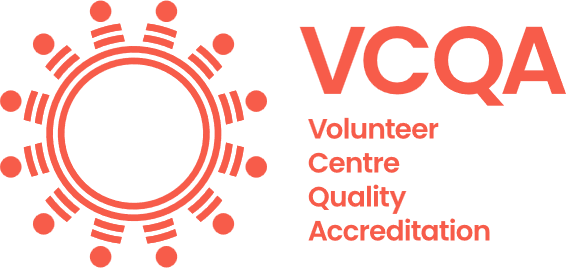 VCQA
Volunteer
Centre
Quality
Accreditation